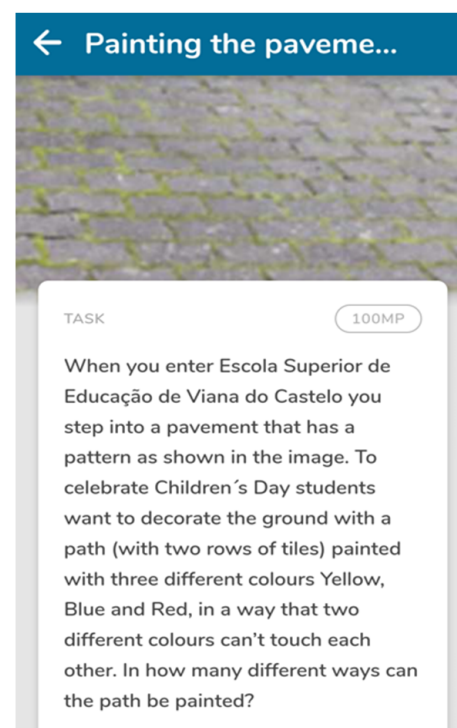 Painting the paveme...
TASK
100MP
When you enter Escola Superior de
Educação de Viana do Castelo you
step into a pavement that has a
pattern as shown in the image. To
celebrate Children´s Day students
want to decorate the ground with a
path (with two rows of tiles) painted
with three different colours Yellow,
Blue and Red, in a way that two
different colours can’t touch each
other. In how many different ways can
the path be painted?